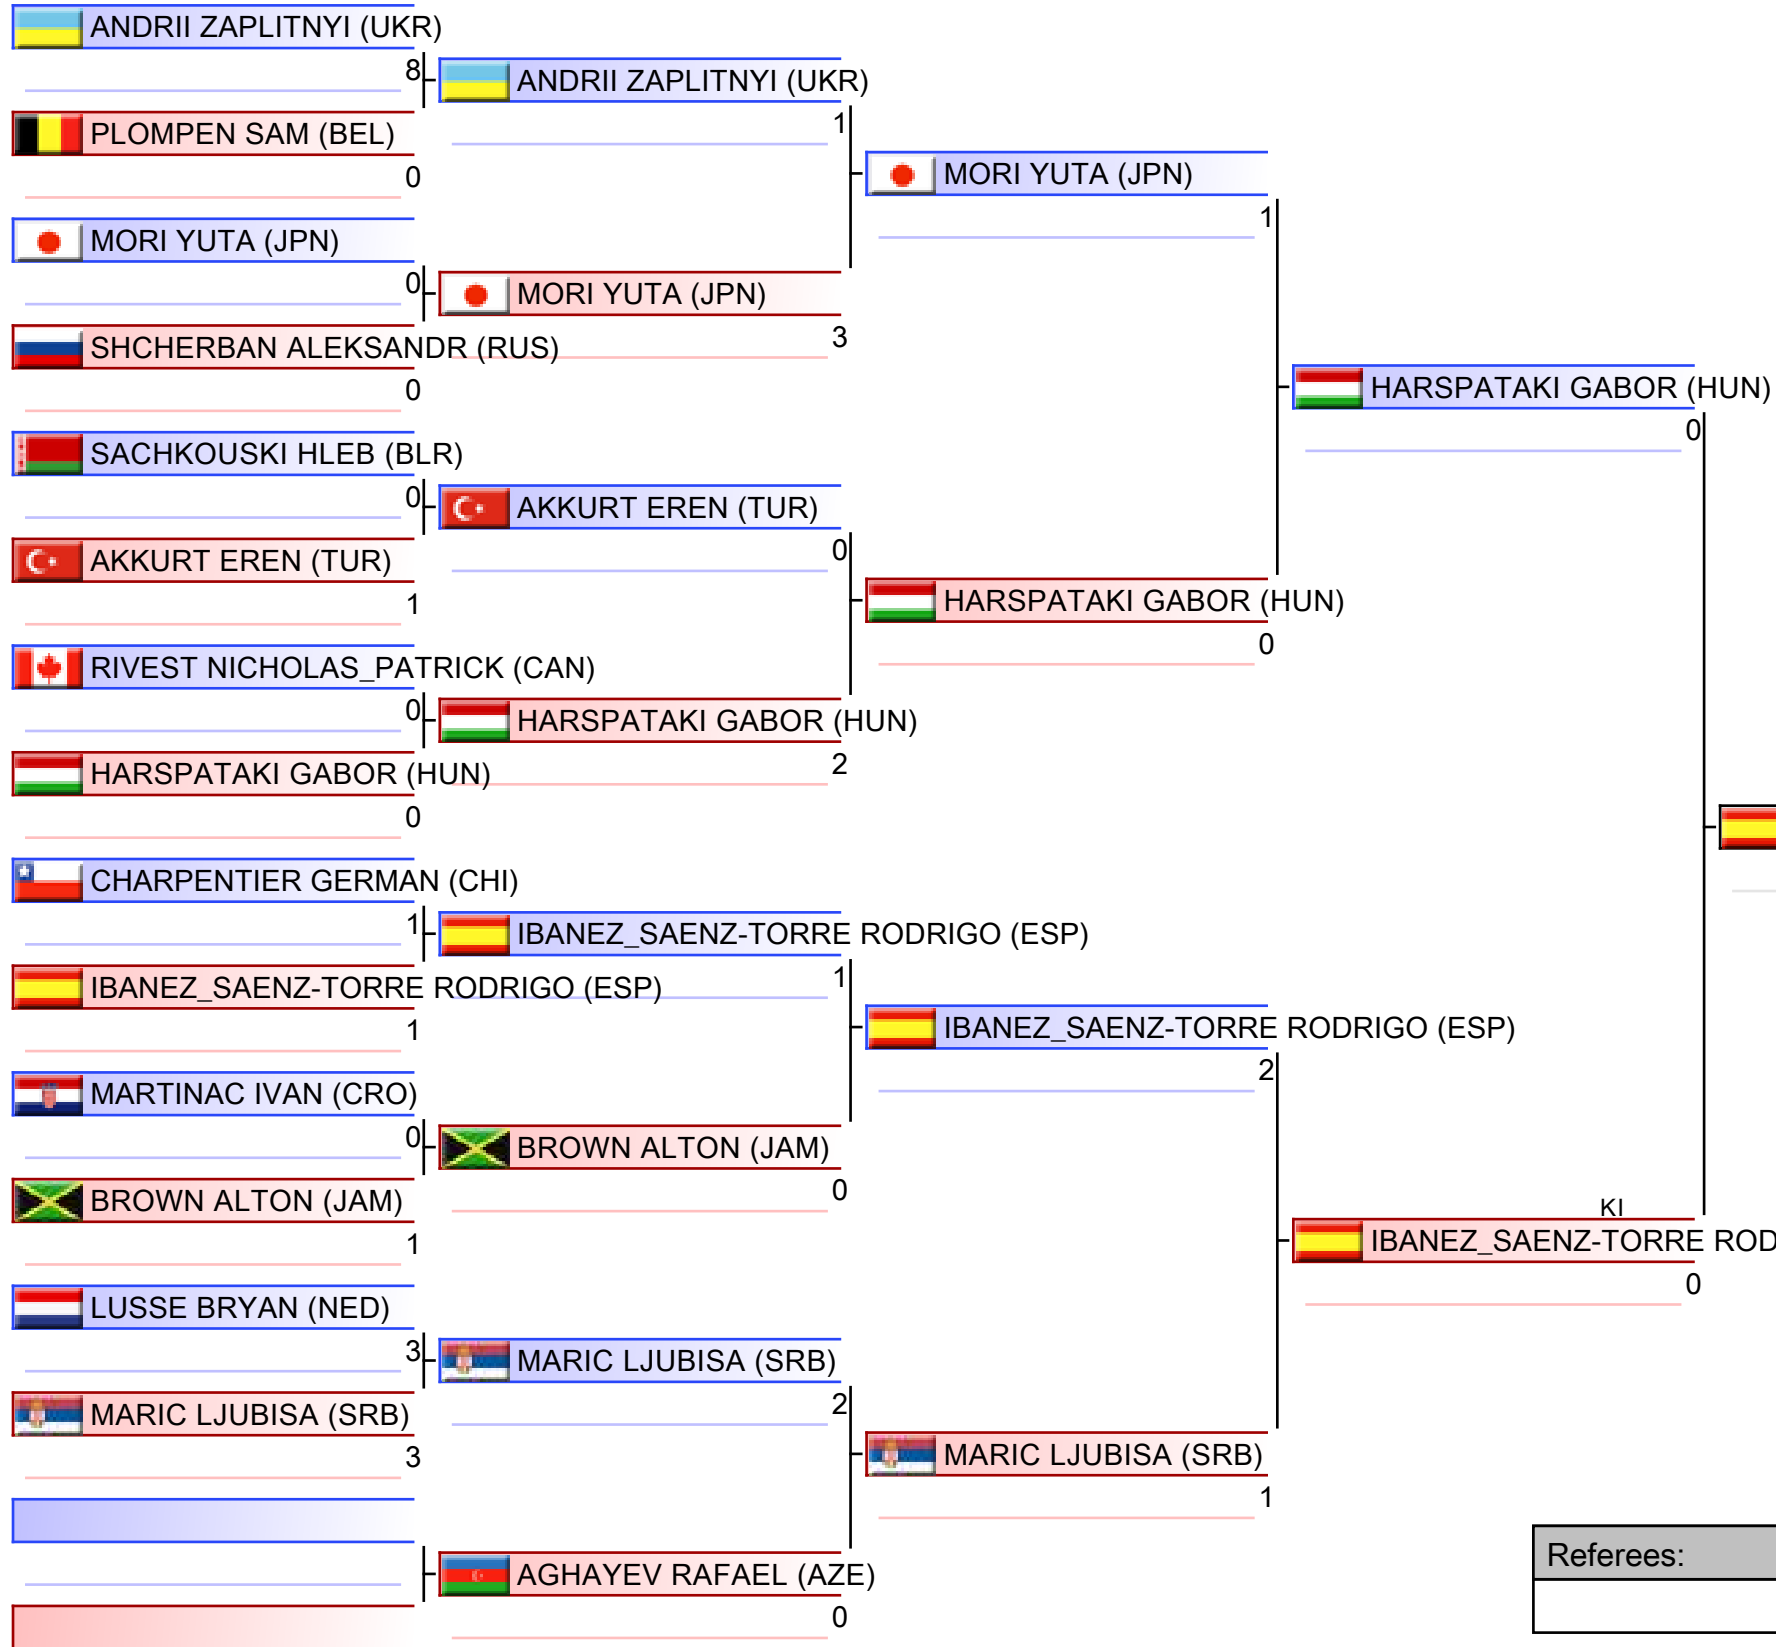 ANDRII ZAPLITNYI (UKR)
8
ANDRII ZAPLITNYI (UKR)
1
PLOMPEN SAM (BEL)
0
MORI YUTA (JPN)
1
MORI YUTA (JPN)
0
MORI YUTA (JPN)
3
SHCHERBAN ALEKSANDR (RUS)
0
HARSPATAKI GABOR (HUN)
0
SACHKOUSKI HLEB (BLR)
0
AKKURT EREN (TUR)
0
AKKURT EREN (TUR)
1
HARSPATAKI GABOR (HUN)
0
RIVEST NICHOLAS_PATRICK (CAN)
0
HARSPATAKI GABOR (HUN)
2
HARSPATAKI GABOR (HUN)
0
CHARPENTIER GERMAN (CHI)
1
IBANEZ_SAENZ-TORRE RODRIGO (ESP)
1
IBANEZ_SAENZ-TORRE RODRIGO (ESP)
1
IBANEZ_SAENZ-TORRE RODRIGO (ESP)
2
MARTINAC IVAN (CRO)
0
BROWN ALTON (JAM)
0
BROWN ALTON (JAM)
1
KI
IBANEZ_SAENZ-TORRE ROD
0
LUSSE BRYAN (NED)
3
MARIC LJUBISA (SRB)
2
MARIC LJUBISA (SRB)
3
MARIC LJUBISA (SRB)
1
AGHAYEV RAFAEL (AZE)
0
Referees: